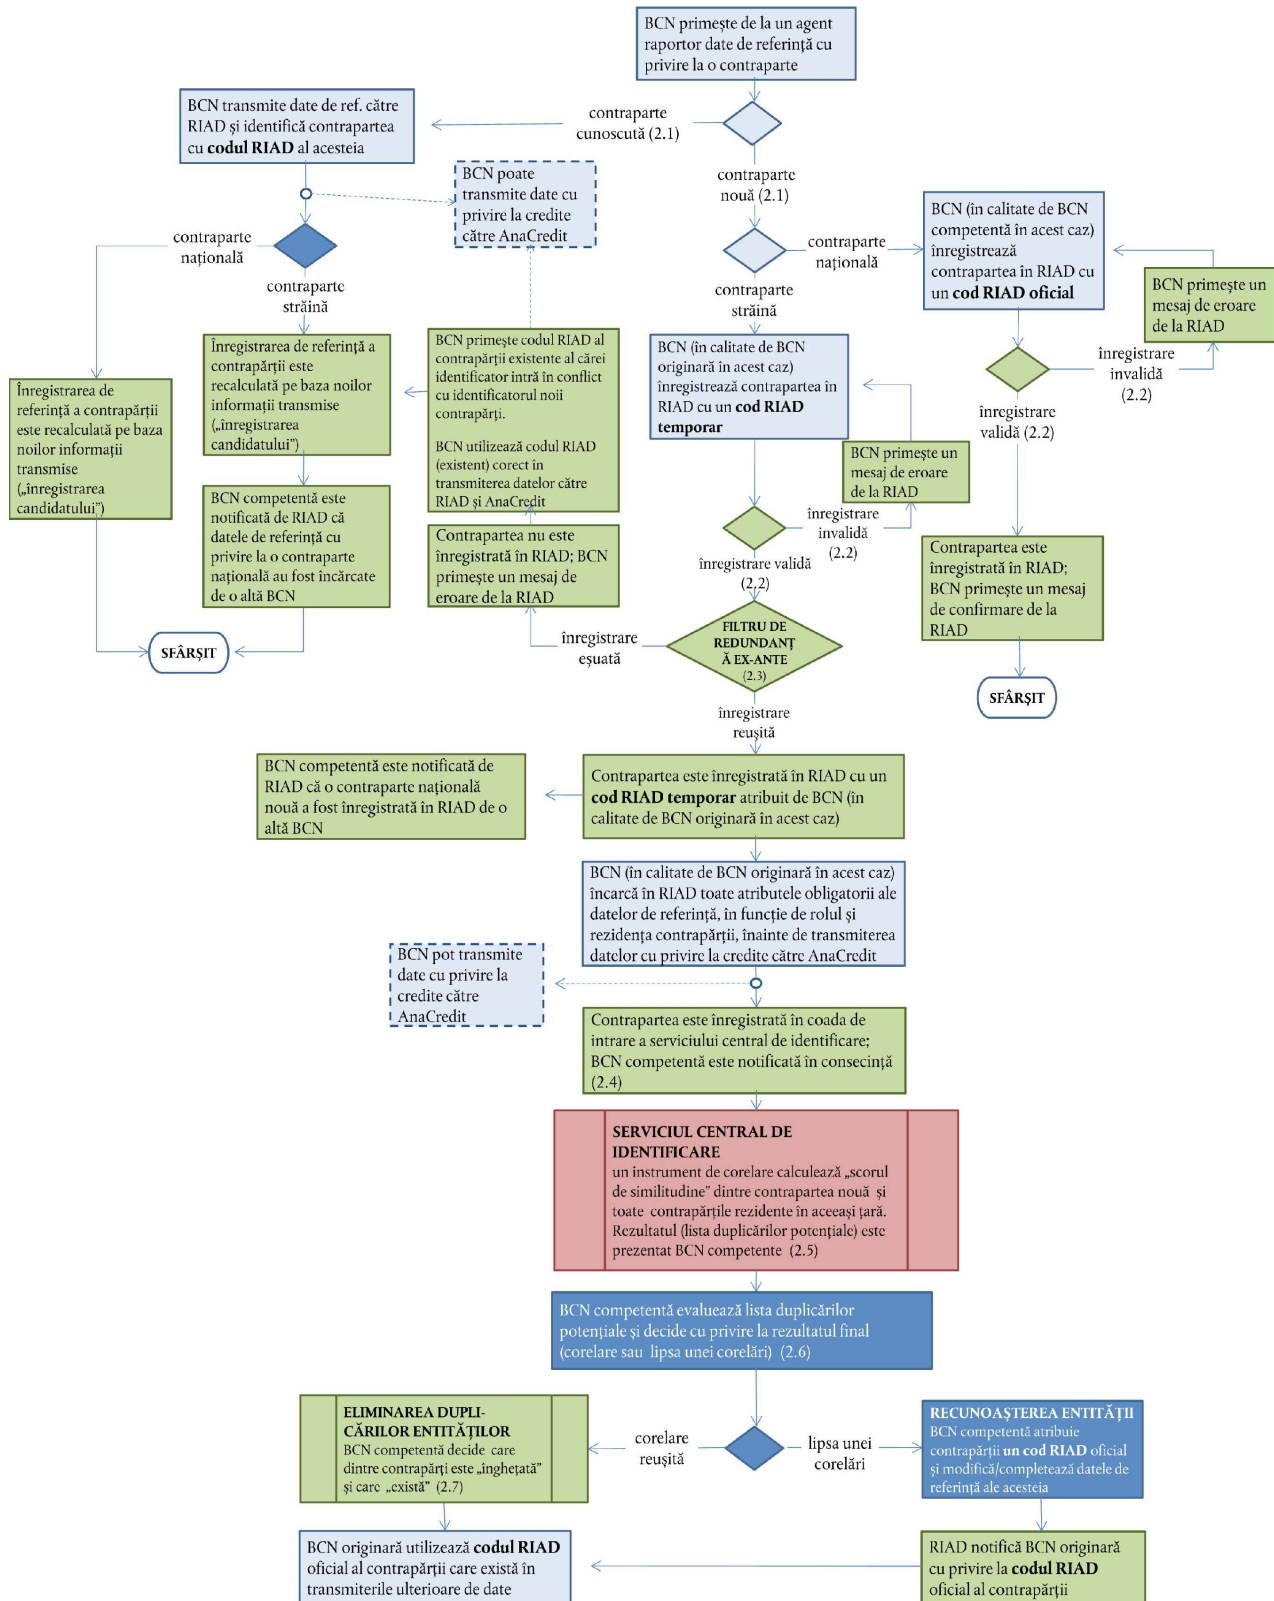 BCN primește de la un agent
raportor date de referință cu
privire la o contraparte
BCN transmite date de ref. către
RIAD și identifică contrapartea
cu codul RIAD al acesteia
contraparte
cunoscută (2.1)
BCN poate
transmite date cu
privire la credite
către AnaCredit
contraparte
nouă (2.1)
contraparte
națională
contraparte
străină
contraparte
națională
contraparte
străină
BCN (în calitate de BCN
competentă în acest caz)
înregistrează
contrapartea în RIAD cu
un cod RIAD oficial
BCN primește un
mesaj de eroare
de la RIAD
înregistrare
invalidă
(2.2)
înregistrare
validă (2.2)
Înregistrarea de
referință a contrapărții
este recalculată pe baza
noilor informații
transmise
(„înregistrarea
candidatului”)
Înregistrarea de referință a
contrapărții este
recalculată pe baza noilor
informații transmise
(„înregistrarea
candidatului”)
BCN primește codul RIAD al
contrapărții existente al cărei
identificator intră în conflict
cu identificatorul noii
contrapărți.
BCN utilizează codul RIAD
(existent) corect în
transmiterea datelor către
RIAD și AnaCredit
BCN (în calitate de BCN
originară în acest caz)
înregistrează contrapartea în
RIAD cu un cod RIAD
temporar
BCN primește un
mesaj de eroare
de la RIAD
înregistrare
invalidă
(2.2)
BCN competentă este
notificată de RIAD că
datele de referință cu
privire la o contraparte
națională au fost încărcate
de o altă BCN
Contrapartea nu este
înregistrată în RIAD; BCN
primește un mesaj de
eroare de la RIAD
înregistrare validă
(2.2)
Contrapartea este
înregistrată în RIAD;
BCN primește un mesaj
de confirmare de la
RIAD
SFÂRȘIT
înregistrare
eșuată
FILTRU DE
REDUNDANȚ
Ă EX-ANTE
(2.3)
SFÂRȘIT
înregistrare
reușită
BCN competentă este notificată de
RIAD că o contraparte națională
nouă a fost înregistrată în RIAD de o
altă BCN
Contrapartea este înregistrată în RIAD cu un
cod RIAD temporar atribuit de BCN (în
calitate de BCN originară în acest caz)
BCN (în calitate de BCN originară în acest caz)
încarcă în RIAD toate atributele obligatorii ale
datelor de referință, în funcție de rolul și
rezidența contrapărții, înainte de transmiterea
datelor cu privire la credite către AnaCredit
BCN pot transmite
date cu privire la
credite către
AnaCredit
Contrapartea este înregistrată în coada de
intrare a serviciului central de identificare;
BCN competentă este notificată în consecință
(2.4)
SERVICIUL CENTRAL DE
IDENTIFICARE
un instrument de corelare calculează „scorul
de similitudine” dintre contrapartea nouă și
toate contrapărțile rezidente în aceeași țară.
Rezultatul (lista duplicărilor potențiale) este
prezentat BCN competente (2.5)
BCN competentă evaluează lista duplicărilor
potențiale și decide cu privire la rezultatul final
(corelare sau lipsa unei corelări) (2.6)
ELIMINAREA DUPLI-
CĂRILOR ENTITĂȚILOR
BCN competentă decide care
dintre contrapărți este „înghețată”
și care „există” (2.7)
corelare
reușită
lipsa unei
corelări
RECUNOAȘTEREA ENTITĂȚII
BCN competentă atribuie
contrapărții un cod RIAD oficial
și modifică/completează datele de
referință ale acesteia
BCN originară utilizează codul RIAD
oficial al contrapărții care există în
transmiterile ulterioare de date
RIAD notifică BCN originară
cu privire la codul RIAD
oficial al contrapărții